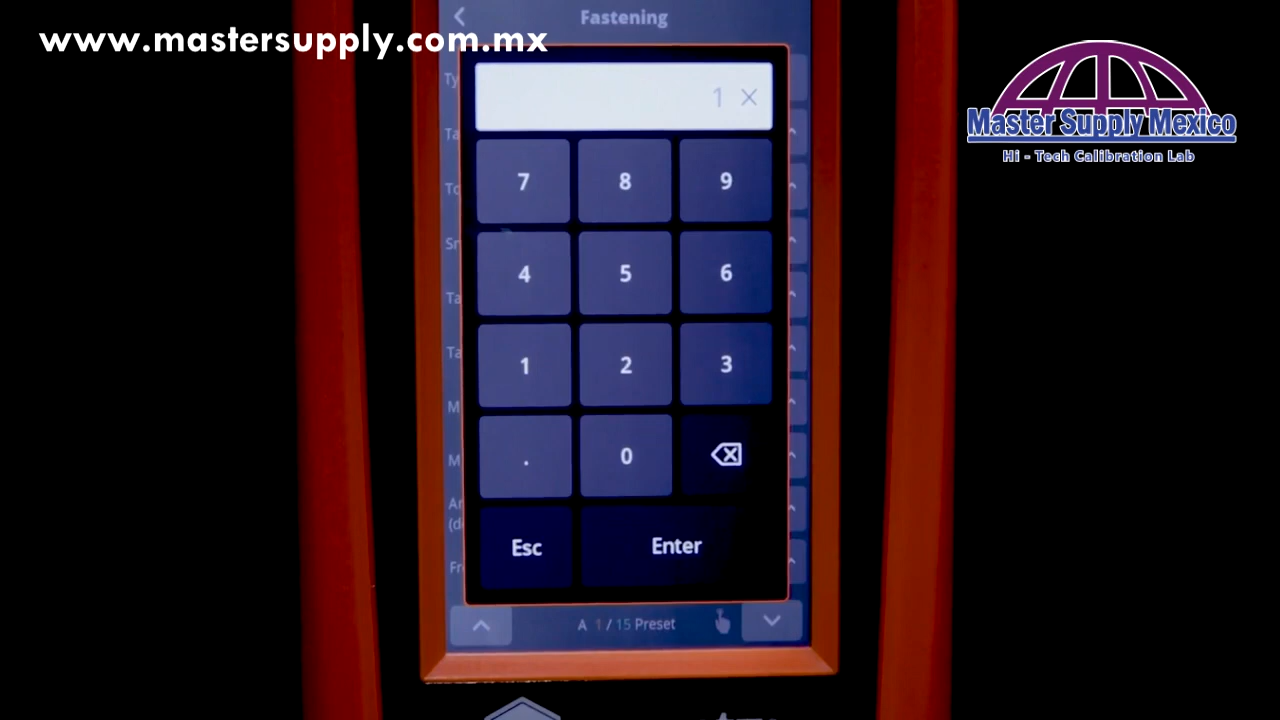 www.mastersupply.com.mx
Fastening
Master Supply Mexico
Hi - Tech Calibration Lab
1
7 8 9
4 5 6
1 2 3
. 0
Esc Enter
A 1 / 15 Preset